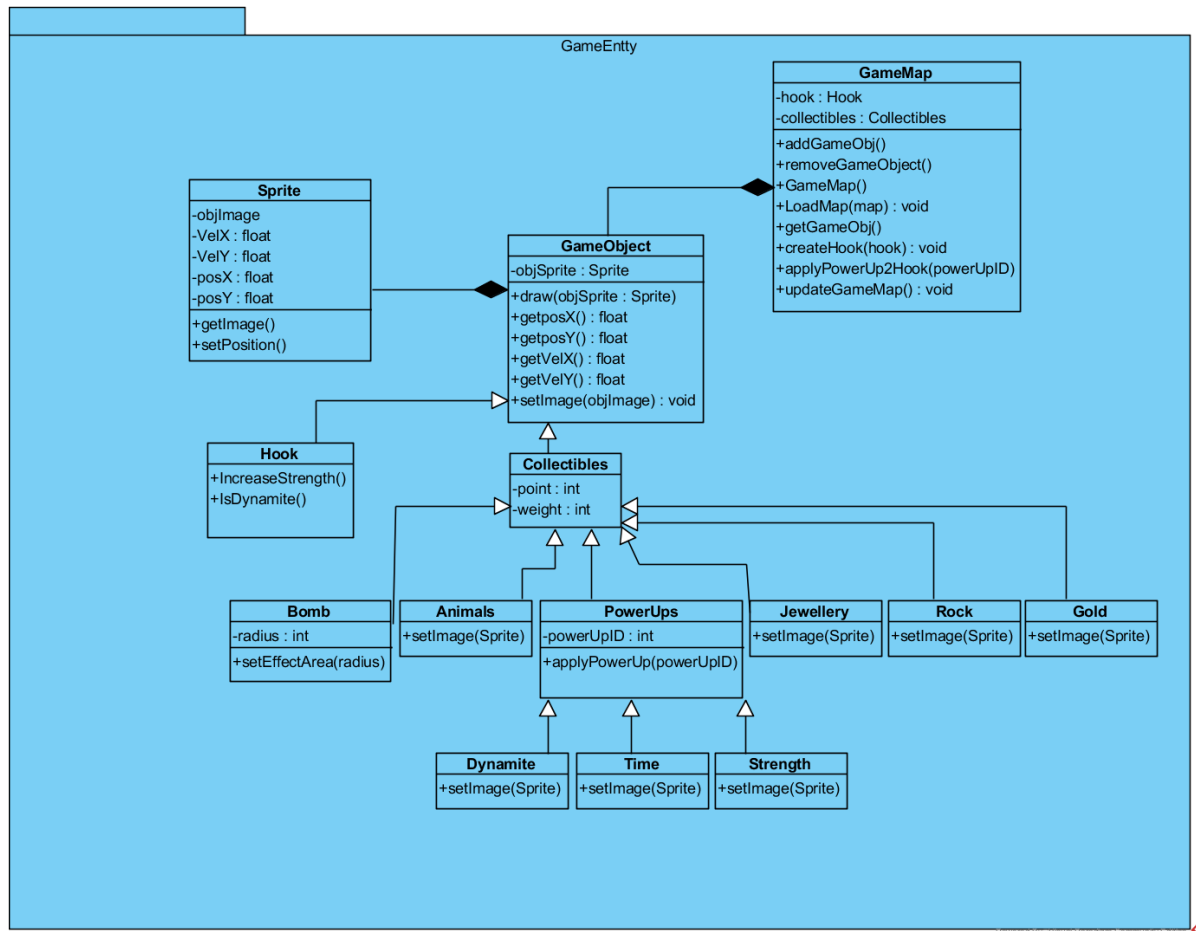 GameEntty
GameMap
-hook : Hook
-collectibles : Collectibles
+addGameObj()
+removeGameObject()
+GameMap()
+LoadMap(map) : void
+getGameObj()
+createHook(hook) : void
+applyPowerUp2Hook(powerUpID)
+updateGameMap() : void
Sprite
-objImage
-VelX : float
-VelY : float
-posX : float
-posY : float
+getImage()
+setPosition()
GameObject
-objSprite : Sprite
+draw(objSprite : Sprite)
+getposX() : float
+getposY() : float
+getVelX() : float
+getVelY() : float
+setImage(objImage) : void
Hook
+IncreaseStrength()
+IsDynamite()
Collectibles
-point : int
-weight : int
Bomb
-radius : int
+setEffectArea(radius)
Animals
+setImage(Sprite)
PowerUps
-powerUpID : int
+applyPowerUp(powerUpID)
Jewellery
+setImage(Sprite)
Rock
+setImage(Sprite)
Gold
+setImage(Sprite)
Dynamite
+setImage(Sprite)
Time
+setImage(Sprite)
Strength
+setImage(Sprite)